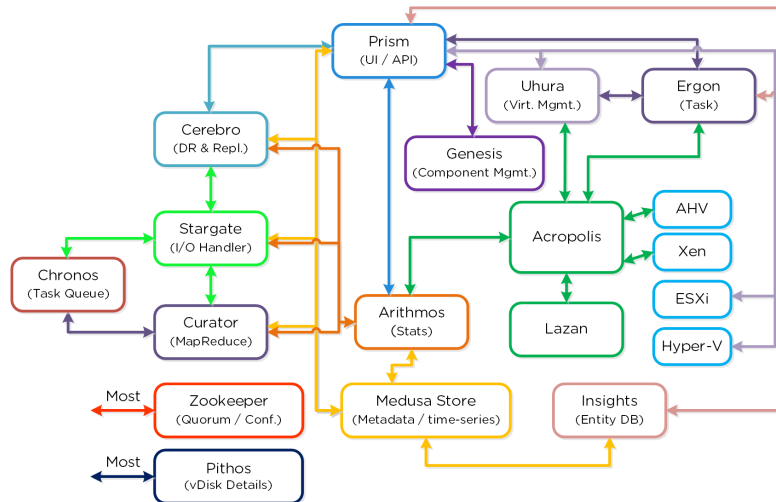 Prism
(UI / API)
Uhura
(Virt. Mgmt.)
Ergon
(Task)
Cerebro
(DR & Repl.)
Genesis
(Component Mgmt.)
AHV
Stargate
(I/O Handler)
Acropolis
Xen
Chronos
(Task Queue)
ESXi
Curator
(MapReduce)
Arithmos
(Stats)
Lazan
Hyper-V
Most
Zookeeper
(Quorum / Conf.)
Medusa Store
(Metadata / time-series)
Insights
(Entity DB)
Most
Pithos
(vDisk Details)